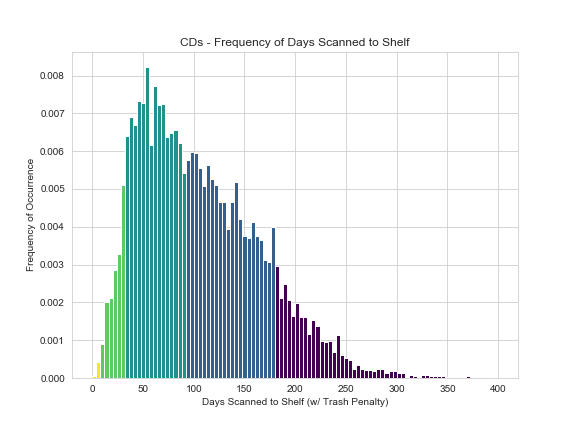 CDs - Frequency of Days Scanned to Shelf
0.008
0.007
0.006
0.005
0.004
0.003
0.002
0.001
0.000
Frequency of Occurrence
0 50 100 150 200 250 300 350 400
Days Scanned to Shelf (w/ Trash Penalty)